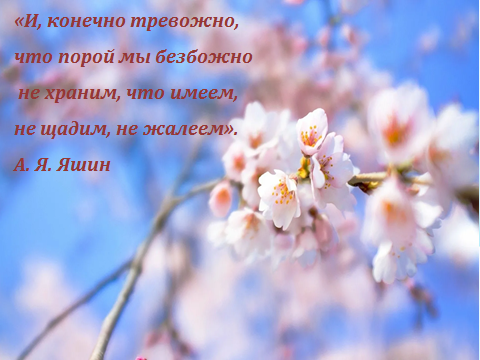 «И, конечно тревожно,
что порой мы безбожно
не храним, что имеем,
не щадим, не жалеем».
А. Я. Яшин